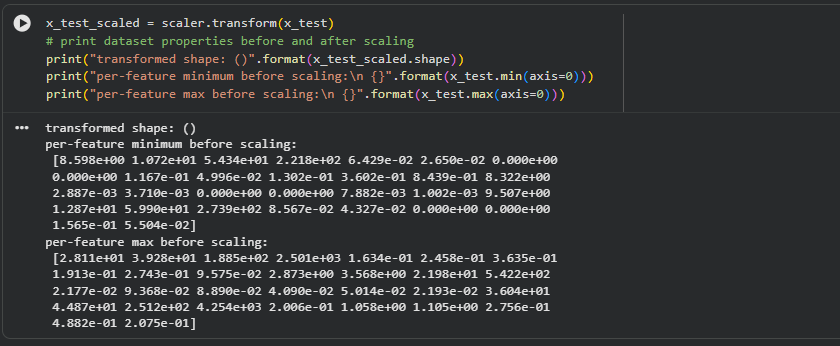 x_test_scaled = scaler.transform(x_test)
# print dataset properties before and after scaling
print("transformed shape: ()".format(x_test_scaled.shape))
print("per-feature minimum before scaling:\n {}".format(x_test.min(axis=0)))
print("per-feature max before scaling:\n {}".format(x_test.max(axis=0)))
transformed shape: ()
per-feature minimum before scaling:
[8.598e+00 1.072e+01 5.434e+01 2.218e+02 6.429e-02 2.650e-02 0.000e+00
0.000e+00 1.167e-01 4.996e-02 1.302e-01 3.602e-01 8.439e-01 8.322e+00
2.887e-03 3.710e-03 0.000e+00 0.000e+00 7.882e-03 1.002e-03 9.507e+00
1.287e+01 5.990e+01 2.739e+02 8.567e-02 4.327e-02 0.000e+00 0.000e+00
1.565e-01 5.504e-02]
per-feature max before scaling:
[2.811e+01 3.928e+01 1.885e+02 2.501e+03 1.634e-01 2.458e-01 3.635e-01
1.913e-01 2.743e-01 9.575e-02 2.873e+00 3.568e+00 2.198e+01 5.422e+02
2.177e-02 9.368e-02 8.890e-02 4.090e-02 5.014e-02 2.193e-02 3.604e+01
4.487e+01 2.512e+02 4.254e+03 2.006e-01 1.058e+00 1.105e+00 2.756e-01
4.882e-01 2.075e-01]